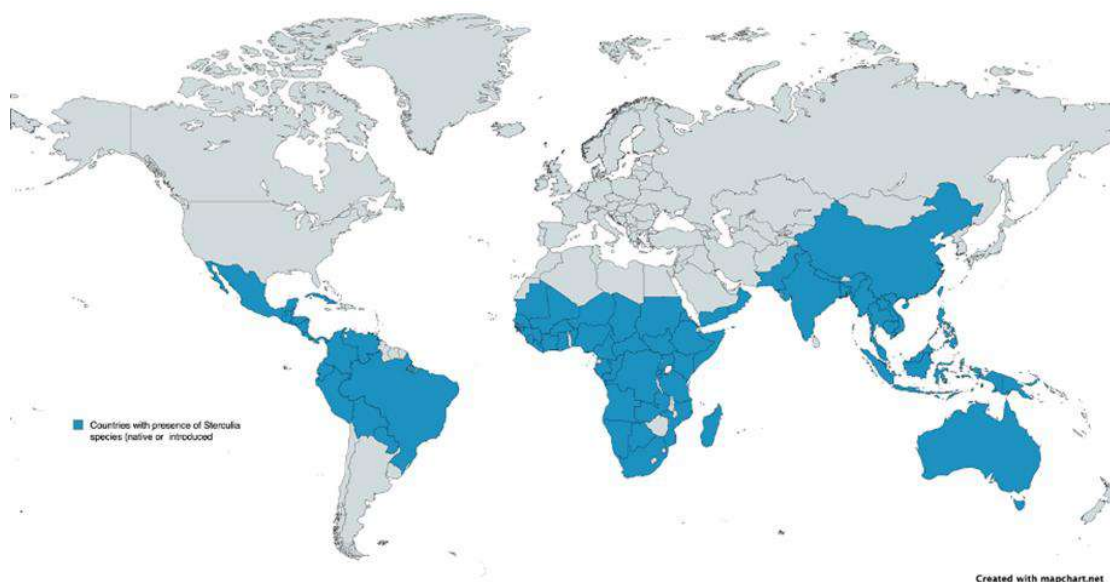 Countries with presence of Sterculia
species (native or introduced
Created with mapchart.net